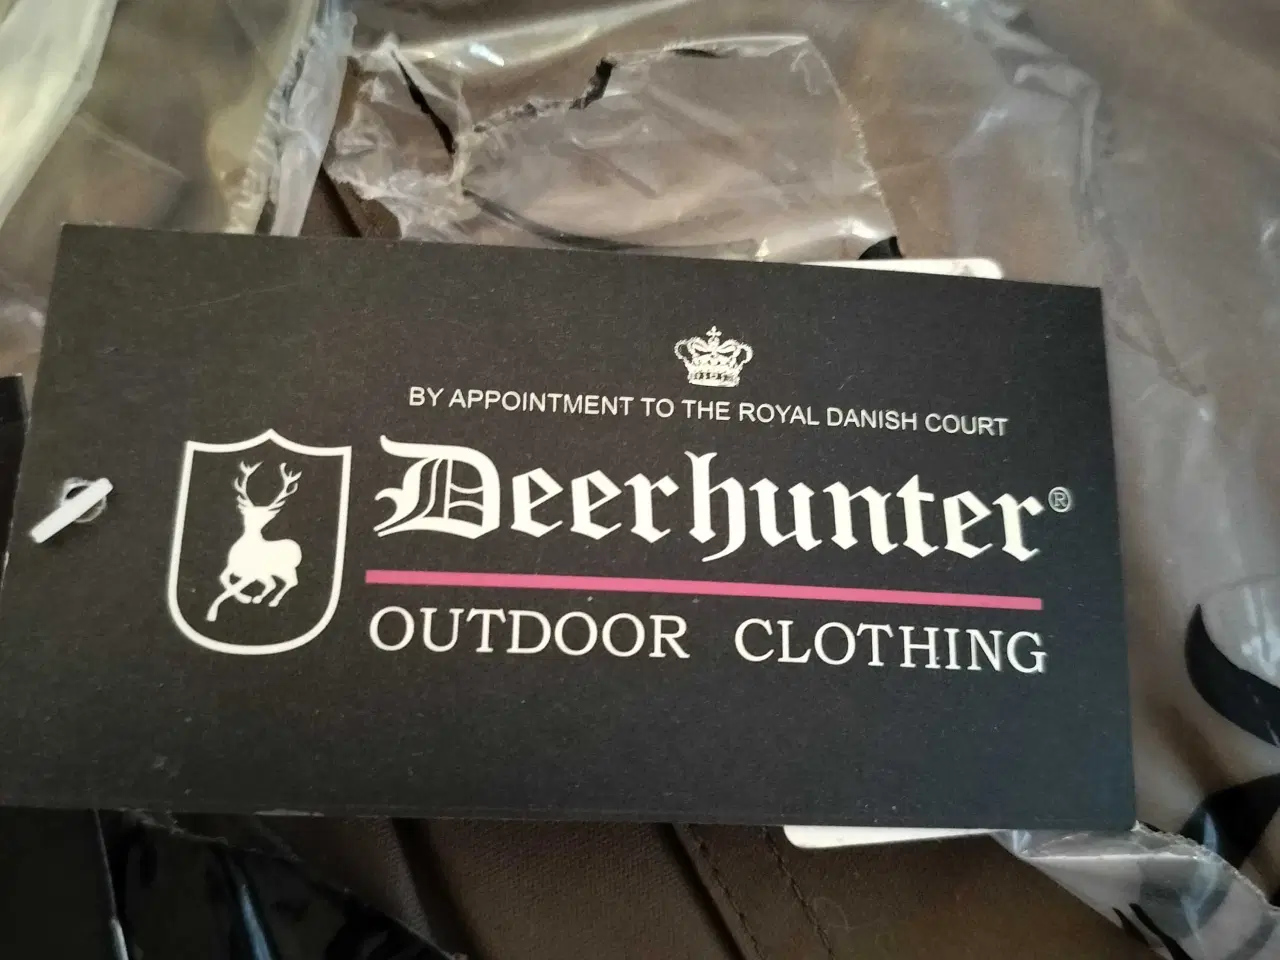 BY APPOINTMENT TO THE ROYAL DANISH COURT
Deerhunter®
OUTDOOR CLOTHING